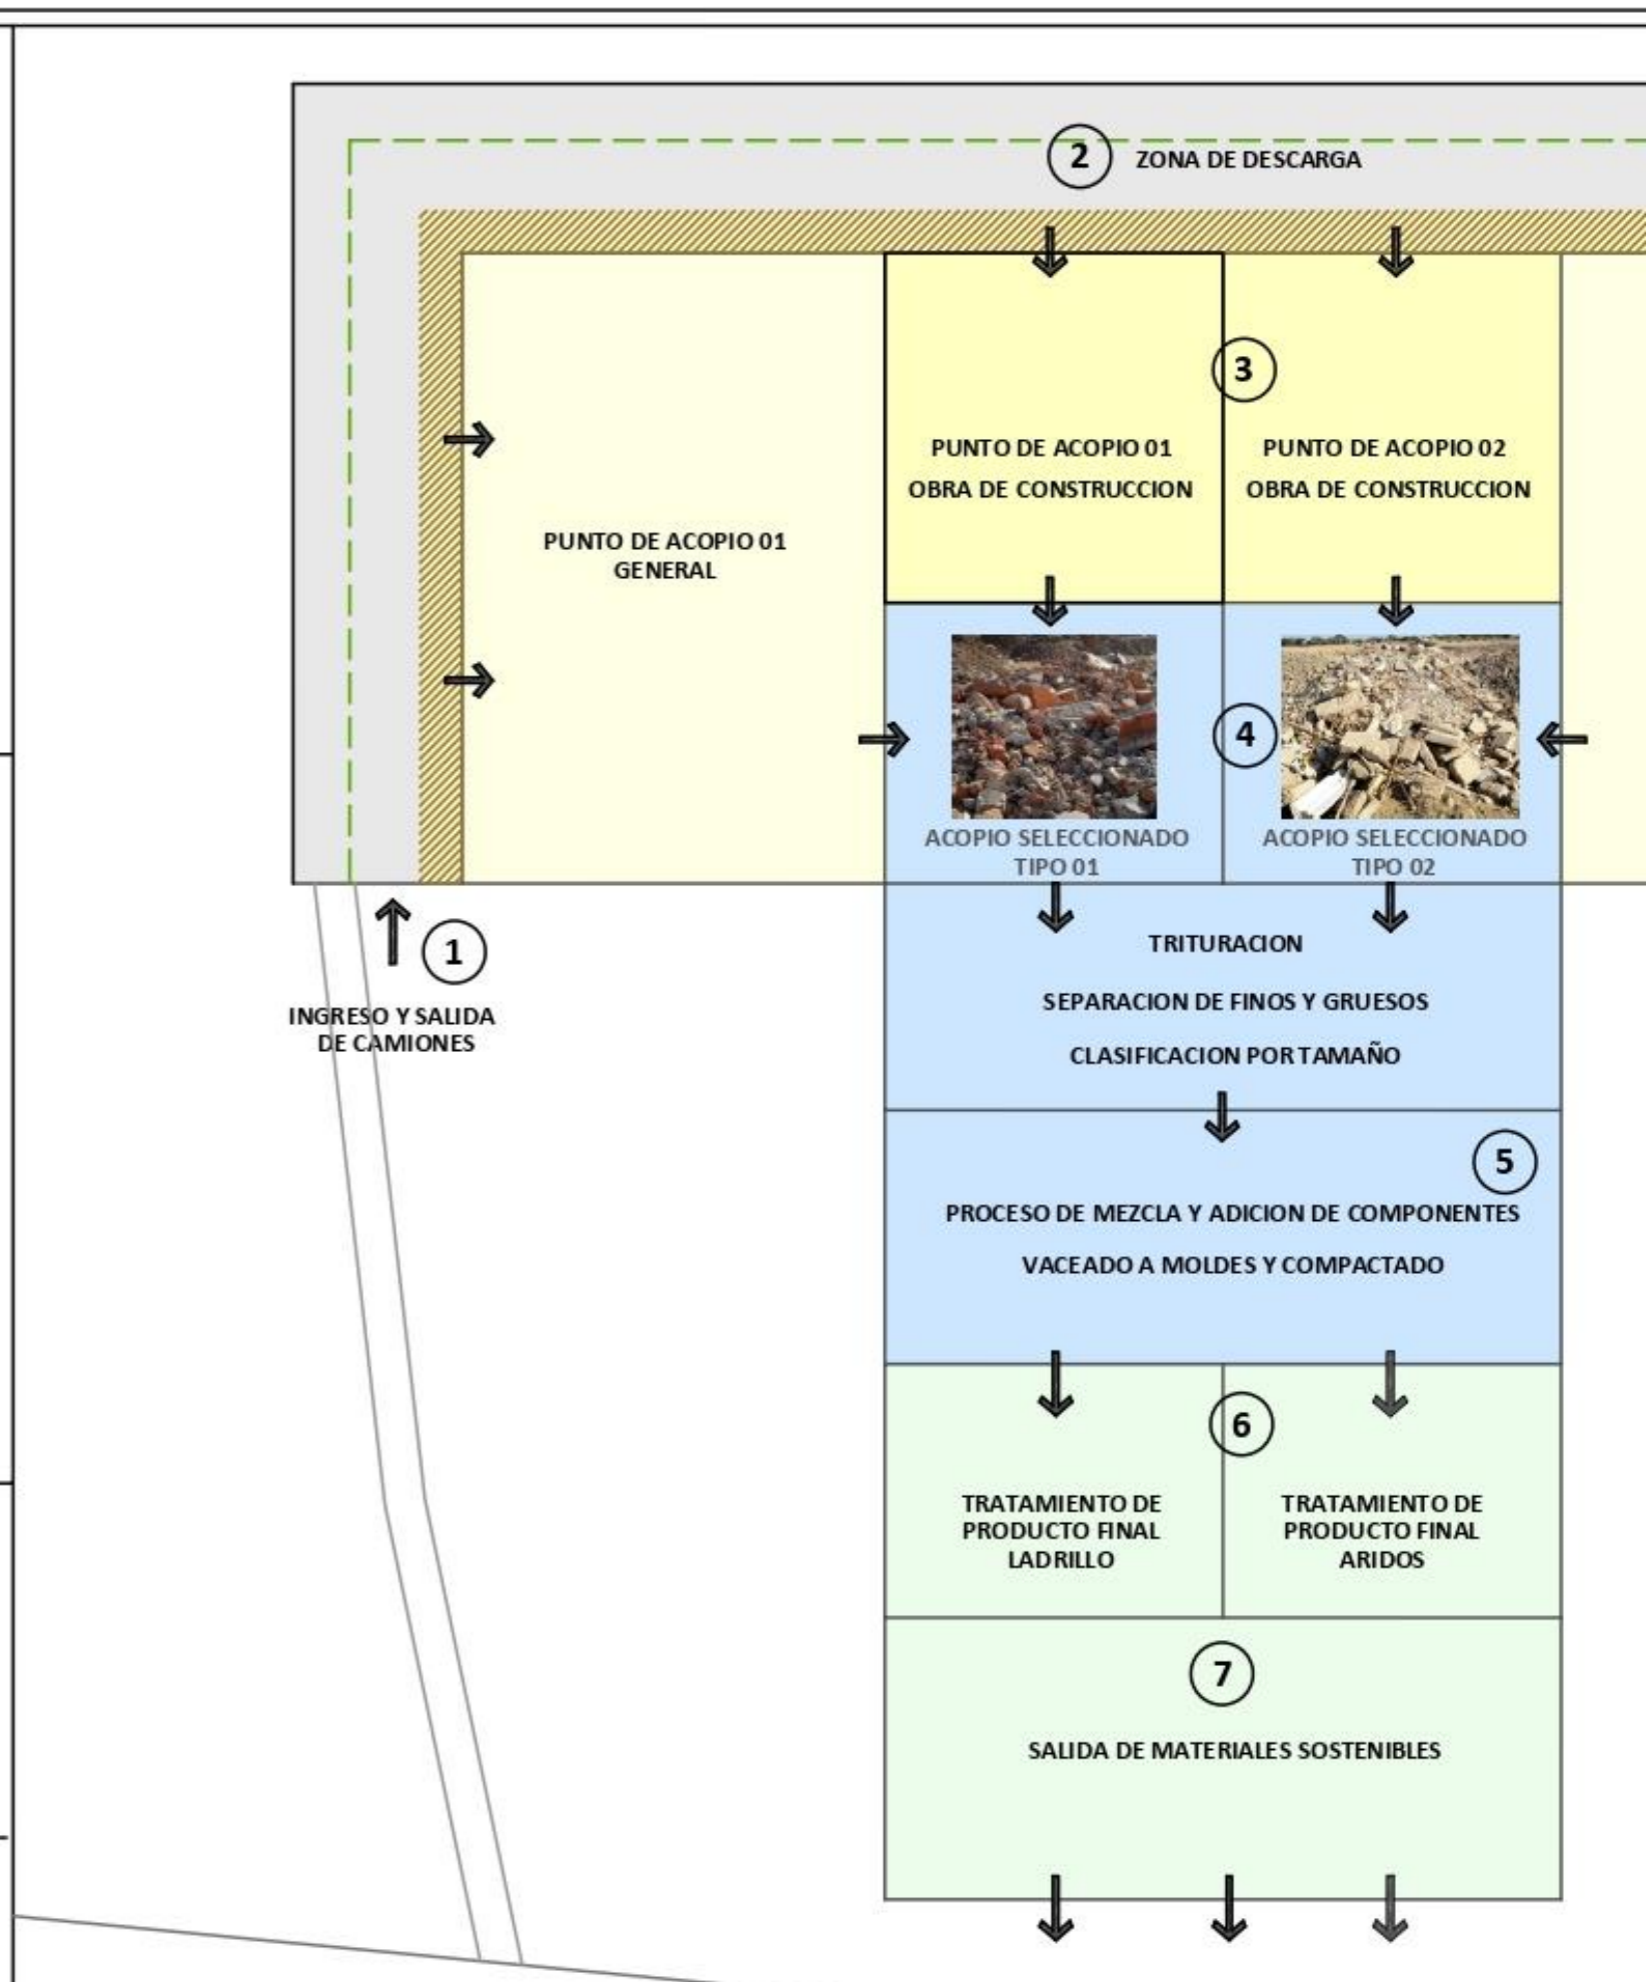 2 ZONA DE DESCARGA
3
PUNTO DE ACOPIO 01
OBRA DE CONSTRUCCION
PUNTO DE ACOPIO 02
OBRA DE CONSTRUCCION
PUNTO DE ACOPIO 01
GENERAL
4
ACOPIO SELECCIONADO
TIPO 01
ACOPIO SELECCIONADO
TIPO 02
1
INGRESO Y SALIDA
DE CAMIONES
TRITURACION
SEPARACION DE FINOS Y GRUESOS
CLASIFICACION POR TAMAÑO
5
PROCESO DE MEZCLA Y ADICION DE COMPONENTES
VACEADO A MOLDES Y COMPACTADO
6
TRATAMIENTO DE
PRODUCTO FINAL
LADRILLO
TRATAMIENTO DE
PRODUCTO FINAL
ARIDOS
7
SALIDA DE MATERIALES SOSTENIBLES